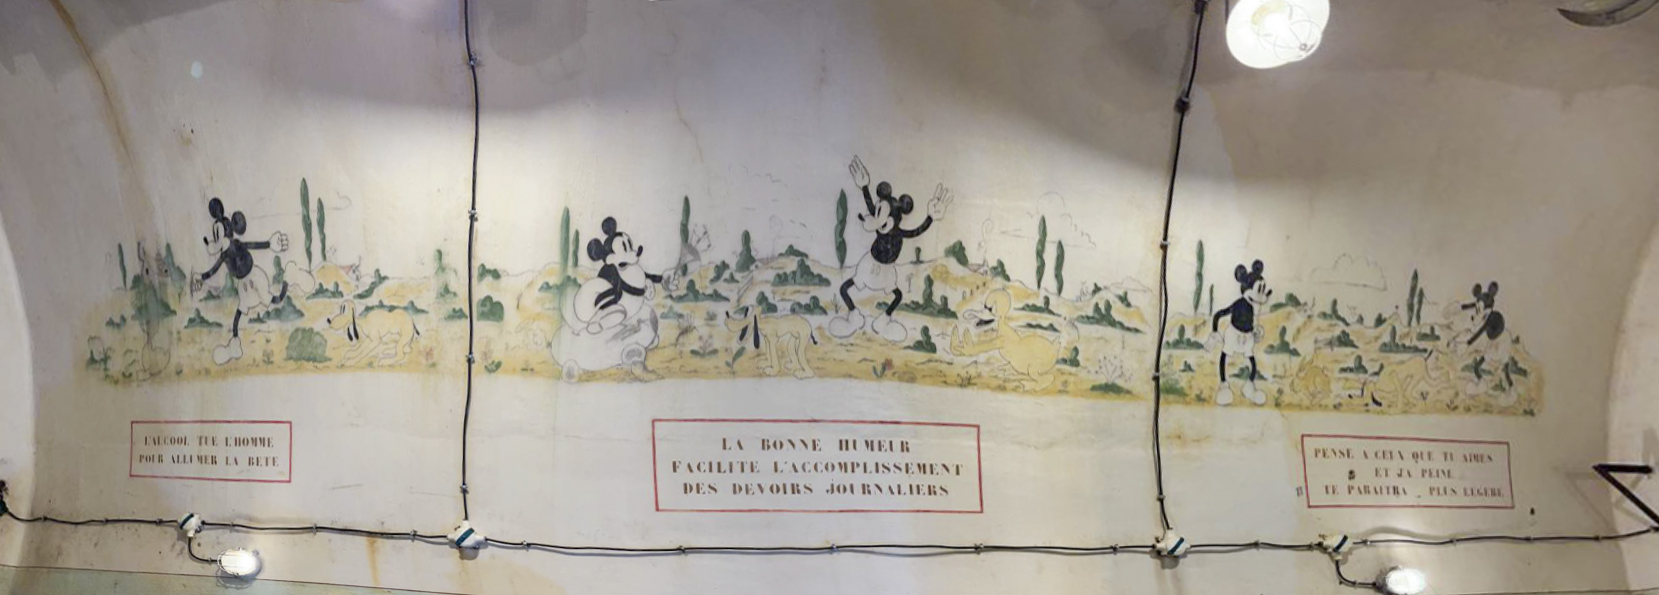 L'ALCOOL TUE L'HOMME
POUR ALLUMER LA BETE
LA BONNE HUMEUR
FACILITE L'ACCOMPLISSEMENT
DES DEVOIRS JOURNALIERS
PENSE A CEUX QUE TU AIMES
ET TA PEINE
TE PARAITRA PLUS LEGERE